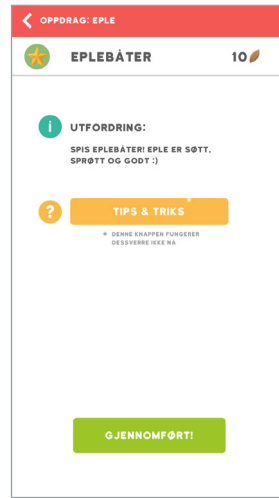 OPPDRAG: EPLE
EPLEBÅTER 10
i UTFORDRING:
SPIS EPLEBÅTER! EPLE ER SØTT,
SPRØTT OG GODT :)
? TIPS & TRIKS *
* DENNE KNAPPEN FUNGERER
DESSVERRE IKKE NÅ
GJENNOMFØRT!